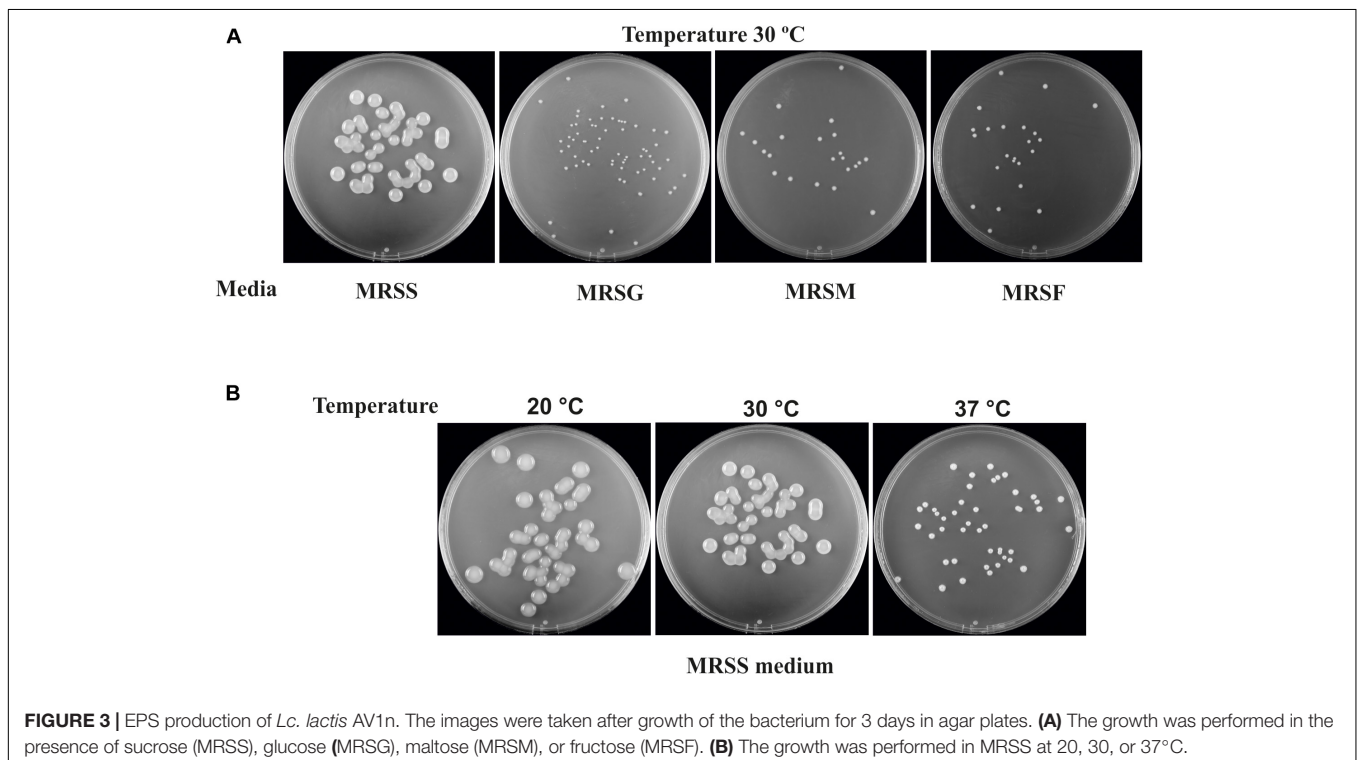 A
Temperature 30 ºC
Media MRSS MRSG MRSM MRSF
B
Temperature 20 °C 30 °C 37 °C
MRSS medium
FIGURE 3 | EPS production of Lc. lactis AV1n. The images were taken after growth of the bacterium for 3 days in agar plates. (A) The growth was performed in the
presence of sucrose (MRSS), glucose (MRSG), maltose (MRSM), or fructose (MRSF). (B) The growth was performed in MRSS at 20, 30, or 37°C.